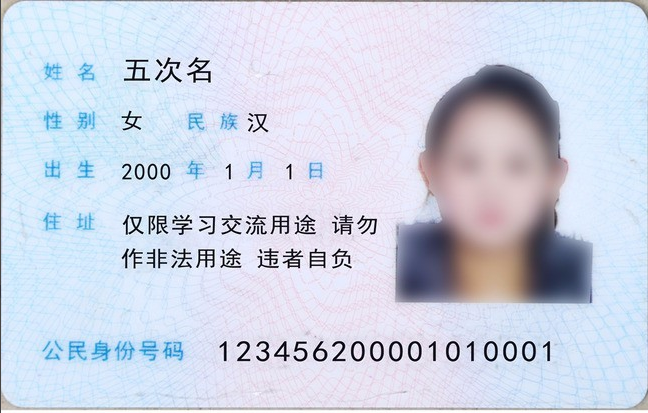 姓名 五次名
性别 女 民族 汉
出生 2000 年 1 月 1 日
住址 仅限学习交流用途 请勿
作非法用途 违者自负
公民身份号码 123456200001010001